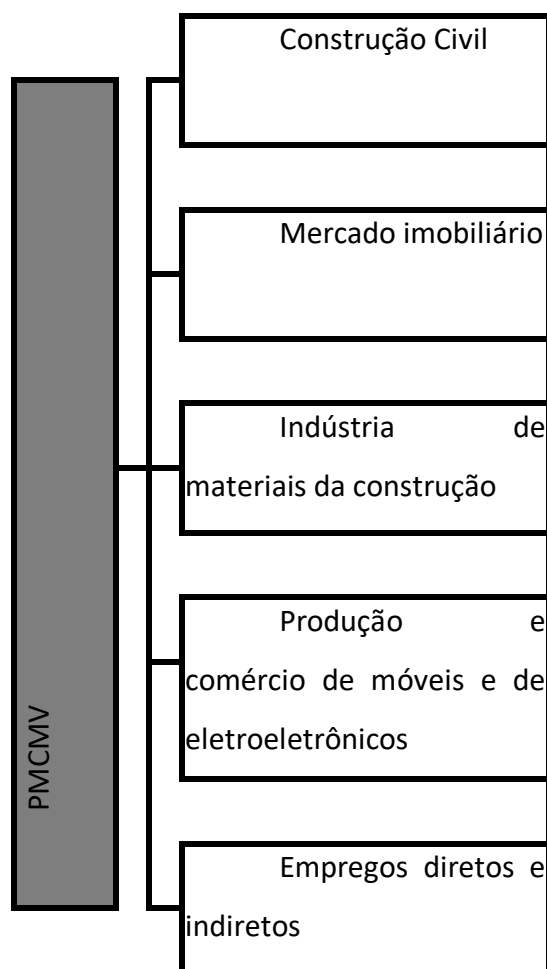 Construção Civil
Mercado imobiliário
Indústria de
materiais da construção
Produção e
comércio de móveis e de
eletroeletrônicos
PMCMV
Empregos diretos e
indiretos